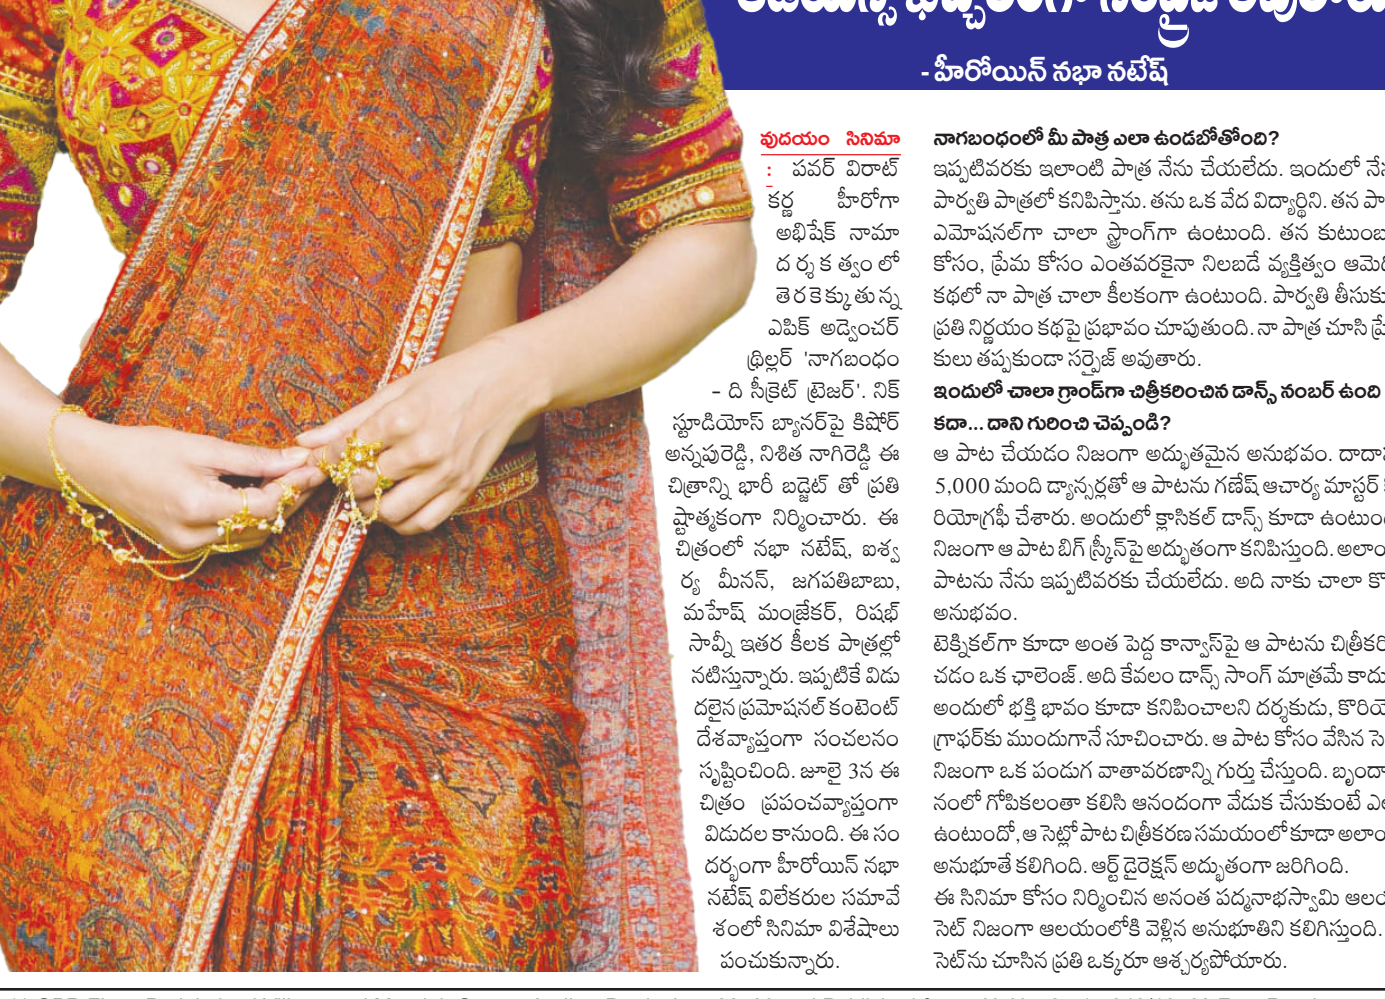 - హీరోయిన్ నభా నటేష్
వుదయం సినిమా
: పవర్ విరాట్
కర్ణ హీరోగా
అభిషేక్ నామా
దర్శకత్వంలో
తెరకెక్కుతున్న
ఎపిక్ అడ్వెంచర్
థ్రిల్లర్ 'నాగబంధం
- ది సీక్రెట్ ట్రెజర్'. నిక్
స్టూడియోస్ బ్యానర్‌పై కిషోర్
అన్నపురెడ్డి, నిశిత నాగిరెడ్డి ఈ
చిత్రాన్ని భారీ బడ్జెట్ తో ప్రతి
ష్టాత్మకంగా నిర్మించారు. ఈ
చిత్రంలో నభా నటేష్, ఐశ్వ
ర్య మీనన్, జగపతిబాబు,
మహేష్ మంజ్రేకర్, రిషభ్
సావ్నీ ఇతర కీలక పాత్రల్లో
నటిస్తున్నారు. ఇప్పటికే విడు
దలైన ప్రమోషనల్ కంటెంట్
దేశవ్యాప్తంగా సంచలనం
సృష్టించింది. జూలై 3న ఈ
చిత్రం ప్రపంచవ్యాప్తంగా
విడుదల కానుంది. ఈ సం
దర్భంగా హీరోయిన్ నభా
నటేష్ విలేకరుల సమావే
శంలో సినిమా విశేషాలు
పంచుకున్నారు.
నాగబంధంలో మీ పాత్ర ఎలా ఉండబోతోంది?
ఇప్పటివరకు ఇలాంటి పాత్ర నేను చేయలేదు. ఇందులో
పార్వతి పాత్రలో కనిపిస్తాను. తను ఒక వేద విద్యార్థిని. తన పా
ఎమోషనల్‌గా చాలా స్ట్రాంగ్‌గా ఉంటుంది. తన కుటుంబ
కోసం, ప్రేమ కోసం ఎంతవరకైనా నిలబడే వ్యక్తిత్వం
కథలో నా పాత్ర చాలా కీలకంగా ఉంటుంది. పార్వతి తీసుకు
ప్రతి నిర్ణయం కథపై ప్రభావం చూపుతుంది. నా పాత్ర చూసి
కులు తప్పకుండా సర్ప్రైజ్ అవుతారు.
ఇందులో చాలా గ్రాండ్‌గా చిత్రీకరించిన డాన్స్ నంబర్ ఉంది
కదా... దాని గురించి చెప్పండి?
ఆ పాట చేయడం నిజంగా అద్భుతమైన అనుభవం.
5,000 మంది డ్యాన్సర్లతో ఆ పాటను గణేష్ ఆచార్య మాస్టర్
రియోగ్రఫీ చేశారు. అందులో క్లాసికల్ డాన్స్ కూడా
నిజంగా ఆ పాట బిగ్ స్క్రీన్‌పై అద్భుతంగా కనిపిస్తుంది.
పాటను నేను ఇప్పటివరకు చేయలేదు. అది నాకు చాలా కొ
అనుభవం.
టెక్నికల్‌గా కూడా అంత పెద్ద కాన్వాస్‌పై ఆ పాటను
చడం ఒక ఛాలెంజ్. అది కేవలం డాన్స్ సాంగ్ మాత్రమే కాదు
అందులో భక్తి భావం కూడా కనిపించాలని దర్శకుడు,
గ్రాఫర్‌కు ముందుగానే సూచించారు. ఆ పాట కోసం వేసిన సె
నిజంగా ఒక పండుగ వాతావరణాన్ని గుర్తు చేస్తుంది. బృందా
నంలో గోపికలంతా కలిసి ఆనందంగా వేడుక చేసుకుంటే
ఉంటుందో, ఆ సెట్లో పాట చిత్రీకరణ సమయంలో కూడా
అనుభూతే కలిగింది. ఆర్ట్ డైరెక్షన్ అద్భుతంగా జరిగింది.
ఈ సినిమా కోసం నిర్మించిన అనంత పద్మనాభస్వామి
సెట్ నిజంగా ఆలయంలోకి వెళ్లిన అనుభూతిని కలిగిస్తుంది.
సెట్‌ను చూసిన ప్రతి ఒక్కరూ ఆశ్చర్యపోయారు.